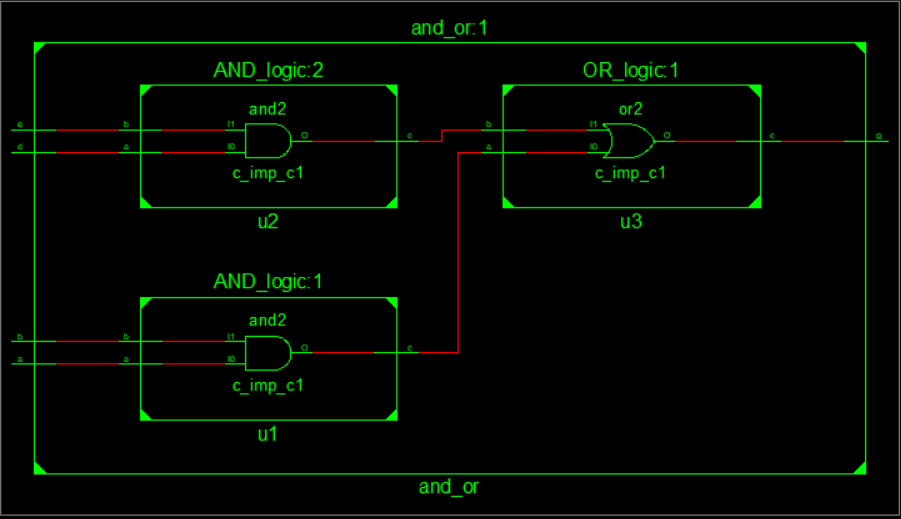 and_or:1
AND_logic:2
OR_logic:1
and2
or2
e b I1 O c b I1 O c q
d a I0 a I0
c_imp_c1
c_imp_c1
u2
u3
AND_logic:1
and2
b b I1 O c
a a I0
c_imp_c1
u1
and_or